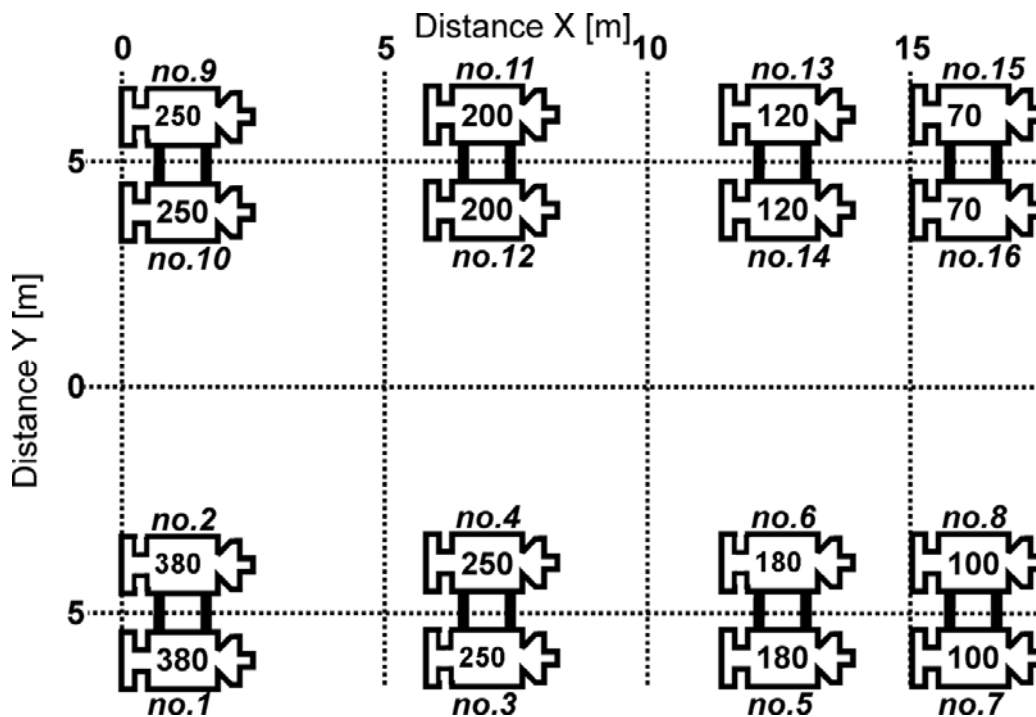 Distance X [m]
0 5 10 15
no.9 no.11 no.13 no.15
250 200 120 70
5
250 200 120 70
no.10 no.12 no.14 no.16
Distance Y [m]
0
no.2 no.4 no.6 no.8
380 250 180 100
5
380 250 180 100
no.1 no.3 no.5 no.7